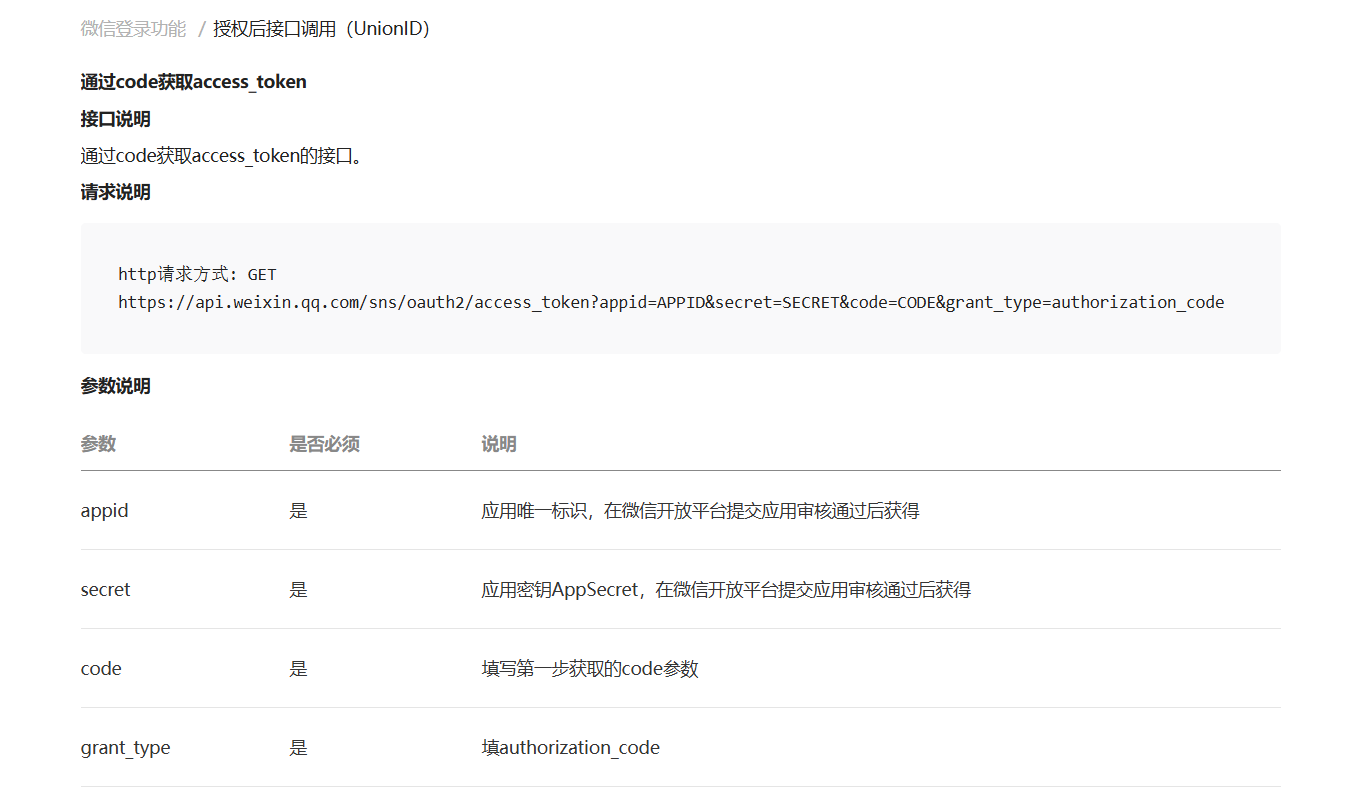 微信登录功能 / 授权后接口调用（UnionID）
通过code获取access_token
接口说明
通过code获取access_token的接口。
请求说明
http请求方式: GET
https://api.weixin.qq.com/sns/oauth2/access_token?appid=APPID&secret=SECRET&code=CODE&grant_type=authorization_code
参数说明
参数 是否必须 说明
appid 是 应用唯一标识，在微信开放平台提交应用审核通过后获得
secret 是 应用密钥AppSecret，在微信开放平台提交应用审核通过后获得
code 是 填写第一步获取的code参数
grant_type 是 填authorization_code